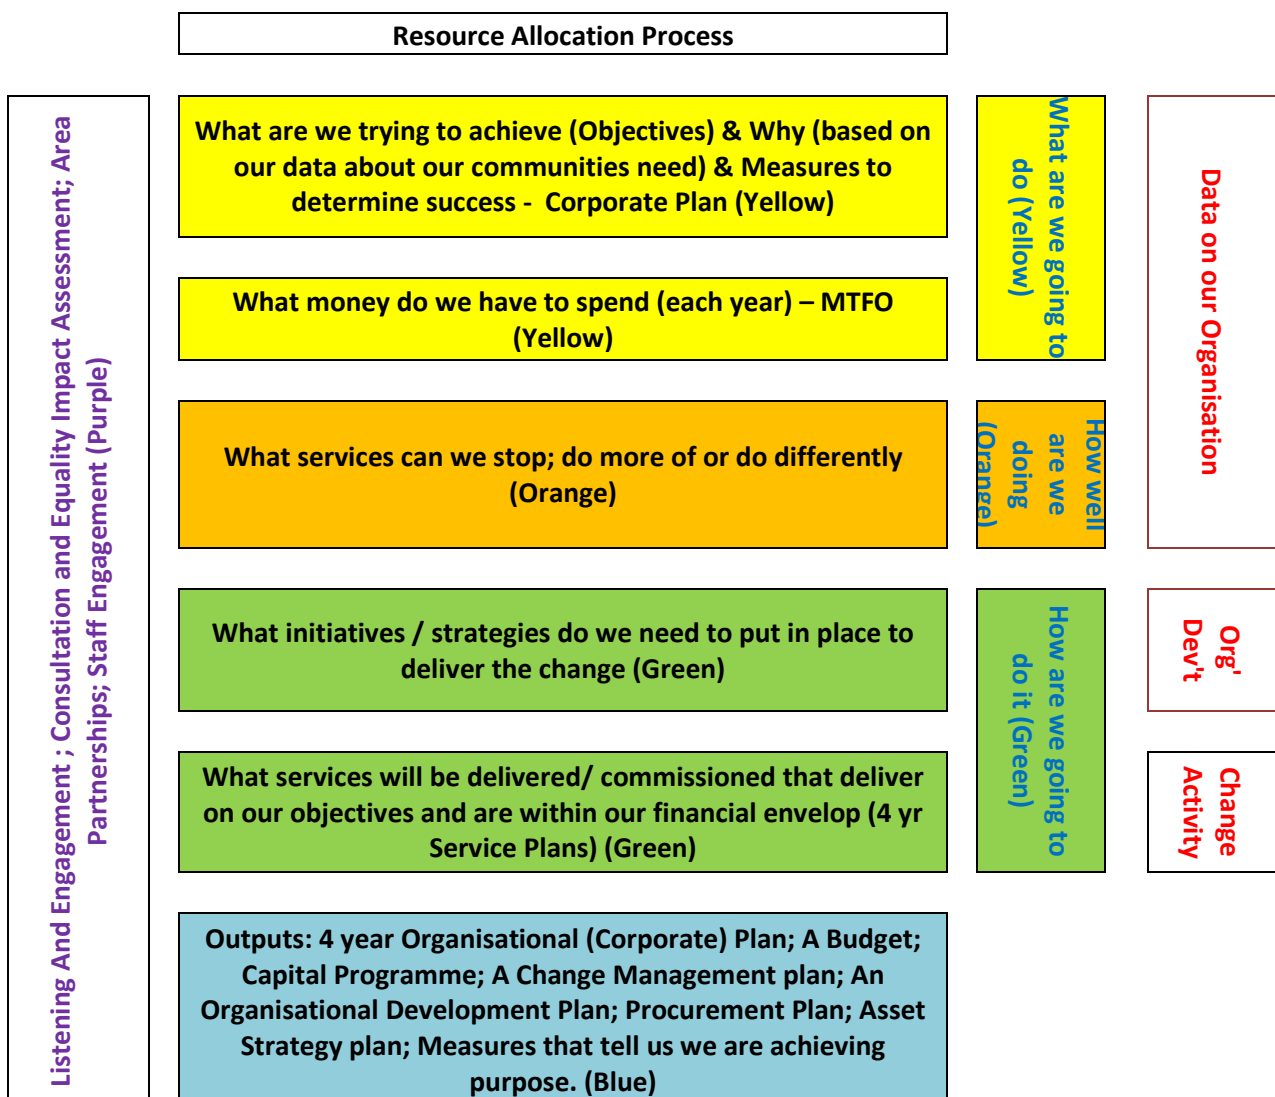 Resource Allocation Process
Listening And Engagement ; Consultation and Equality Impact Assessment; Area
Partnerships; Staff Engagement (Purple)
What are we trying to achieve (Objectives) & Why (based on
our data about our communities need) & Measures to
determine success -  Corporate Plan (Yellow)
What money do we have to spend (each year) – MTFO
(Yellow)
What services can we stop; do more of or do differently
(Orange)
What initiatives / strategies do we need to put in place to
deliver the change (Green)
What services will be delivered/ commissioned that deliver
on our objectives and are within our financial envelop (4 yr
Service Plans) (Green)
Outputs: 4 year Organisational (Corporate) Plan; A Budget;
Capital Programme; A Change Management plan; An
Organisational Development Plan; Procurement Plan; Asset
Strategy plan; Measures that tell us we are achieving
purpose. (Blue)
What are we going to
do (Yellow)
How well
are we
doing
(Orange)
How are we going to
do it (Green)
Data on our Organisation
Org'
Dev't
Change
Activity